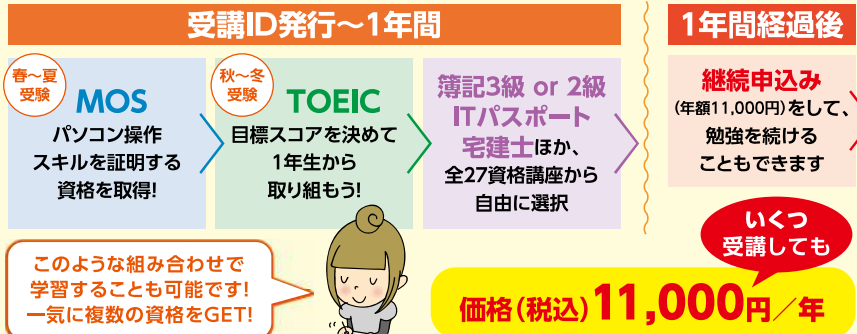 受講ID発行〜1年間
春〜夏
受験
MOS
パソコン操作
スキルを証明する
資格を取得!
秋〜冬
受験
TOEIC
目標スコアを決めて
1年生から
取り組もう!
簿記3級 or 2級
ITパスポート
宅建士ほか、
全27資格講座から
自由に選択
1年間経過後
継続申込み
(年額11,000円)をして、
勉強を続ける
こともできます
このような組み合わせで
学習することも可能です!
一気に複数の資格をGET!
いくつ
受講しても
価格(税込)11,000円/年